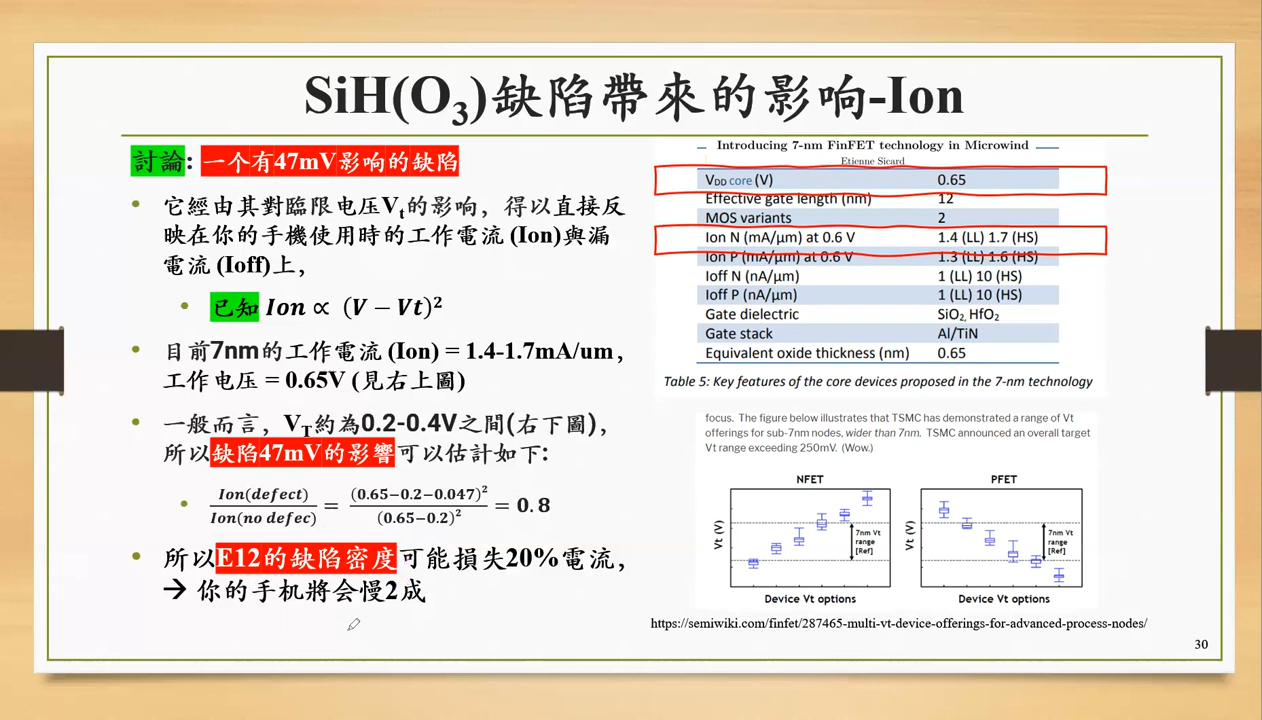 SiH(O₃)缺陷帶來的影响-Ion
討論: 一个有47mV影响的缺陷
• 它經由其對臨限电压Vt的影响，得以直接反
映在你的手機使用時的工作電流 (Ion)與漏
電流 (Ioff)上，
• 已知 Ion ∝ (V − Vt)²
• 目前7nm的工作電流 (Ion) = 1.4-1.7mA/um，
工作电压 = 0.65V (見右上圖)
• 一般而言，VT約為0.2-0.4V之間(右下圖)，
所以缺陷47mV的影響可以估計如下:
• Ion(defect)/Ion(no defec) = (0.65−0.2−0.047)²/(0.65−0.2)² = 0.8
• 所以E12的缺陷密度可能損失20%電流，
→ 你的手机將会慢2成
Introducing 7-nm FinFET technology in Microwind
Etienne Sicard
VDD core (V) 0.65
Effective gate length (nm) 12
MOS variants 2
Ion N (mA/µm) at 0.6 V 1.4 (LL) 1.7 (HS)
Ion P (mA/µm) at 0.6 V 1.3 (LL) 1.6 (HS)
Ioff N (nA/µm) 1 (LL) 10 (HS)
Ioff P (nA/µm) 1 (LL) 10 (HS)
Gate dielectric SiO₂, HfO₂
Gate stack Al/TiN
Equivalent oxide thickness (nm) 0.65
Table 5: Key features of the core devices proposed in the 7-nm technology
focus. The figure below illustrates that TSMC has demonstrated a range of Vt
offerings for sub-7nm nodes, wider than 7nm. TSMC announced an overall target
Vt range exceeding 250mV. (Wow.)
NFET
Vt (V)
7nm Vt
range
[Ref]
Device Vt options
PFET
Vt (V)
7nm Vt
range
[Ref]
Device Vt options
https://semiwiki.com/finfet/287465-multi-vt-device-offerings-for-advanced-process-nodes/
30